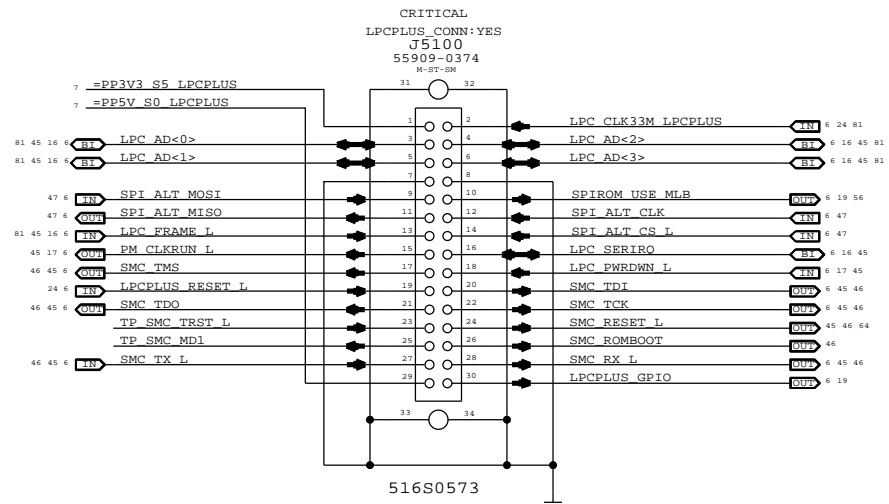 CRITICAL
LPCPLUS_CONN:YES
J5100
55909-0374
M-ST-SM
31 32
7 =PP3V3_S5_LPCPLUS
7 =PP5V_S0_LPCPLUS
1 2 LPC_CLK33M_LPCPLUS IN 6 24 81
81 45 16 6 BI LPC_AD<0> 3 4 LPC_AD<2> BI 6 16 45 81
81 45 16 6 BI LPC_AD<1> 5 6 LPC_AD<3> BI 6 16 45 81
7 8
47 6 IN SPI_ALT_MOSI 9 10 SPIROM_USE_MLB OUT 6 19 56
47 6 OUT SPI_ALT_MISO 11 12 SPI_ALT_CLK IN 6 47
81 45 16 6 IN LPC_FRAME_L 13 14 SPI_ALT_CS_L IN 6 47
45 17 6 OUT PM_CLKRUN_L 15 16 LPC_SERIRQ BI 6 16 45
46 45 6 OUT SMC_TMS 17 18 LPC_PWRDWN_L IN 6 17 45
24 6 IN LPCPLUS_RESET_L 19 20 SMC_TDI OUT 6 45 46
46 45 6 OUT SMC_TDO 21 22 SMC_TCK OUT 6 45 46
TP_SMC_TRST_L 23 24 SMC_RESET_L OUT 45 46 64
TP_SMC_MD1 25 26 SMC_ROMBOOT OUT 46
46 45 6 IN SMC_TX_L 27 28 SMC_RX_L OUT 6 45 46
29 30 LPCPLUS_GPIO OUT 6 19
33 34
516S0573